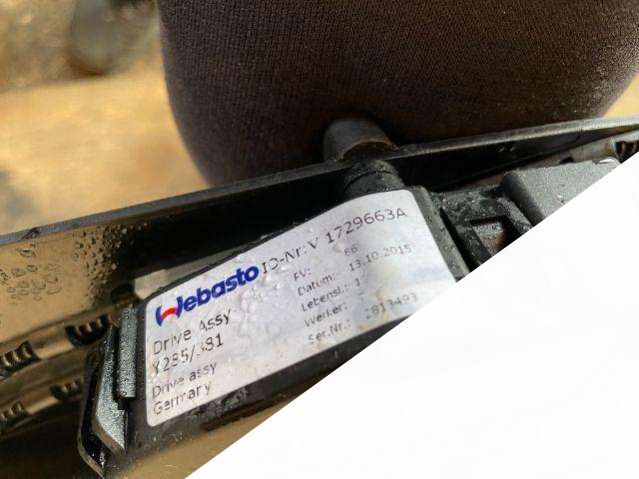 Webasto
ID-Nr: V 1729663A
FV: E6
Datum: 13.10.2015
Lebensl.: 1
Werker:
Ser.Nr.: 2813493
Drive Assy
Drive assy
Germany